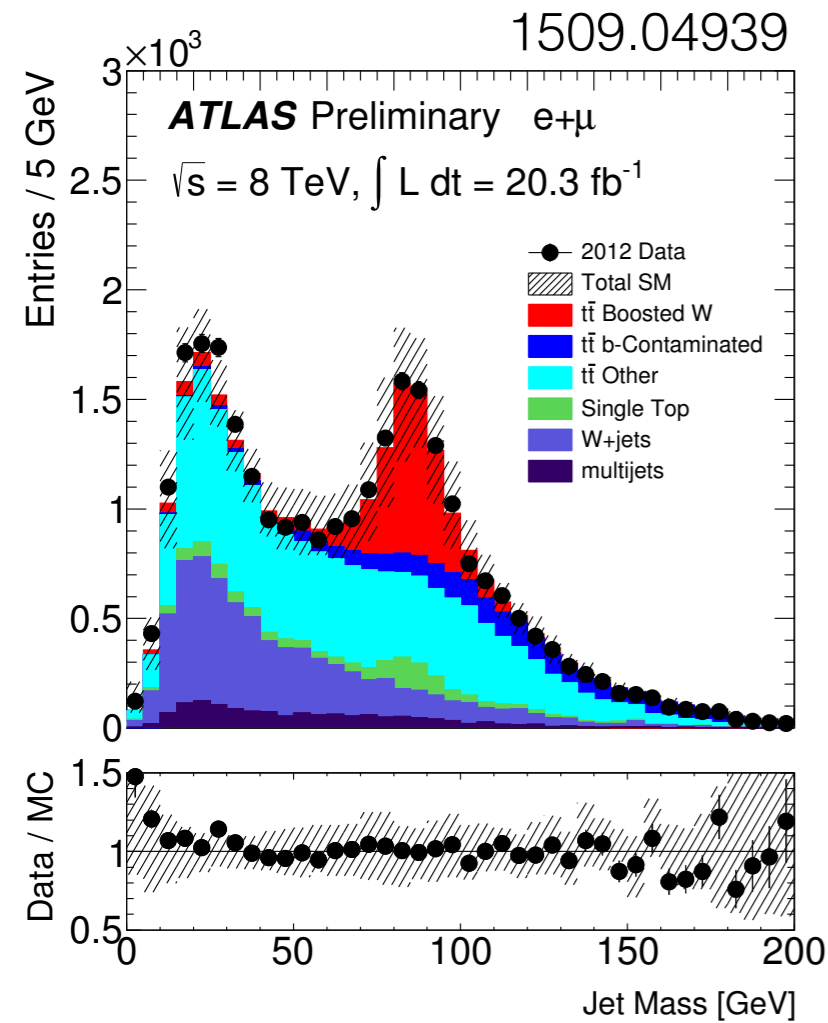 1509.04939
×10³
ATLAS Preliminary e+μ
√s = 8 TeV, ∫ L dt = 20.3 fb⁻¹
Entries / 5 GeV
3
2.5
2
1.5
1
0.5
0
2012 Data
Total SM
tt̄ Boosted W
tt̄ b-Contaminated
tt̄ Other
Single Top
W+jets
multijets
Data / MC
1.5
1
0.5
0 50 100 150 200
Jet Mass [GeV]